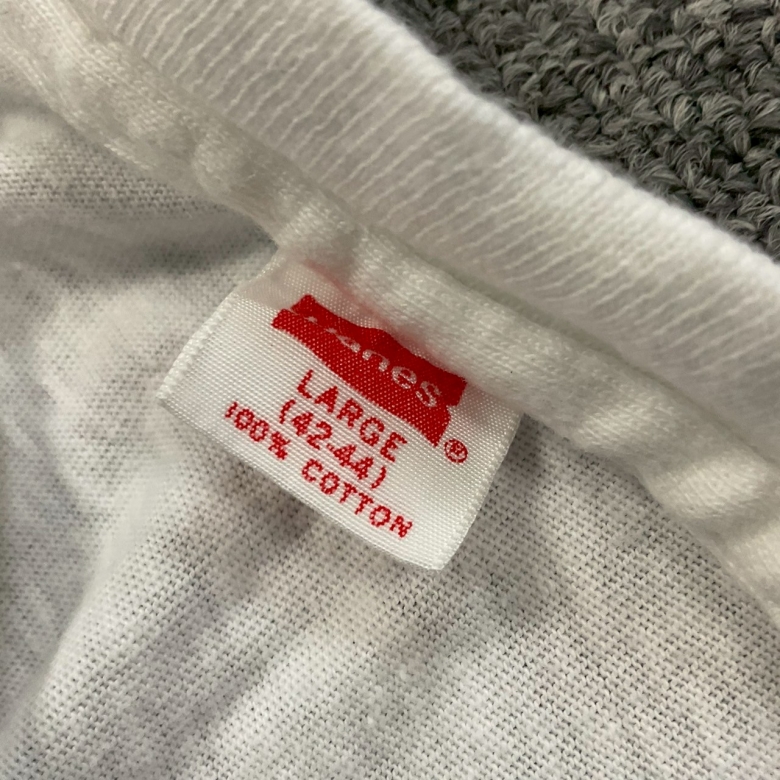 Hanes®
LARGE
(42-44)
100% COTTON